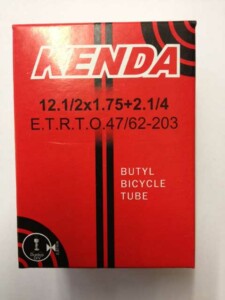 KENDA
12.1/2x1.75+2.1/4
E.T.R.T.O.47/62-203
BUTYL
BICYCLE
TUBE